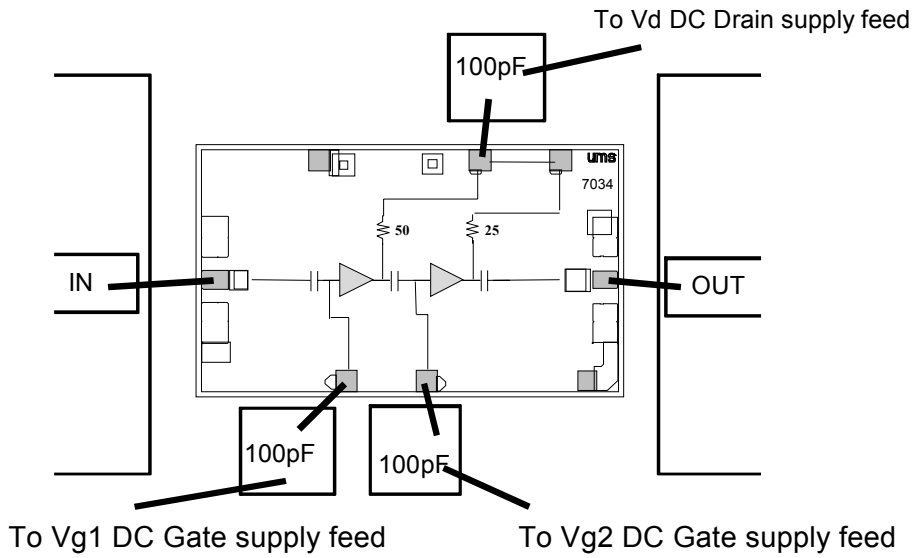 To Vd DC Drain supply feed
100pF
ums
7034
50
25
IN
OUT
100pF
100pF
To Vg1 DC Gate supply feed
To Vg2 DC Gate supply feed